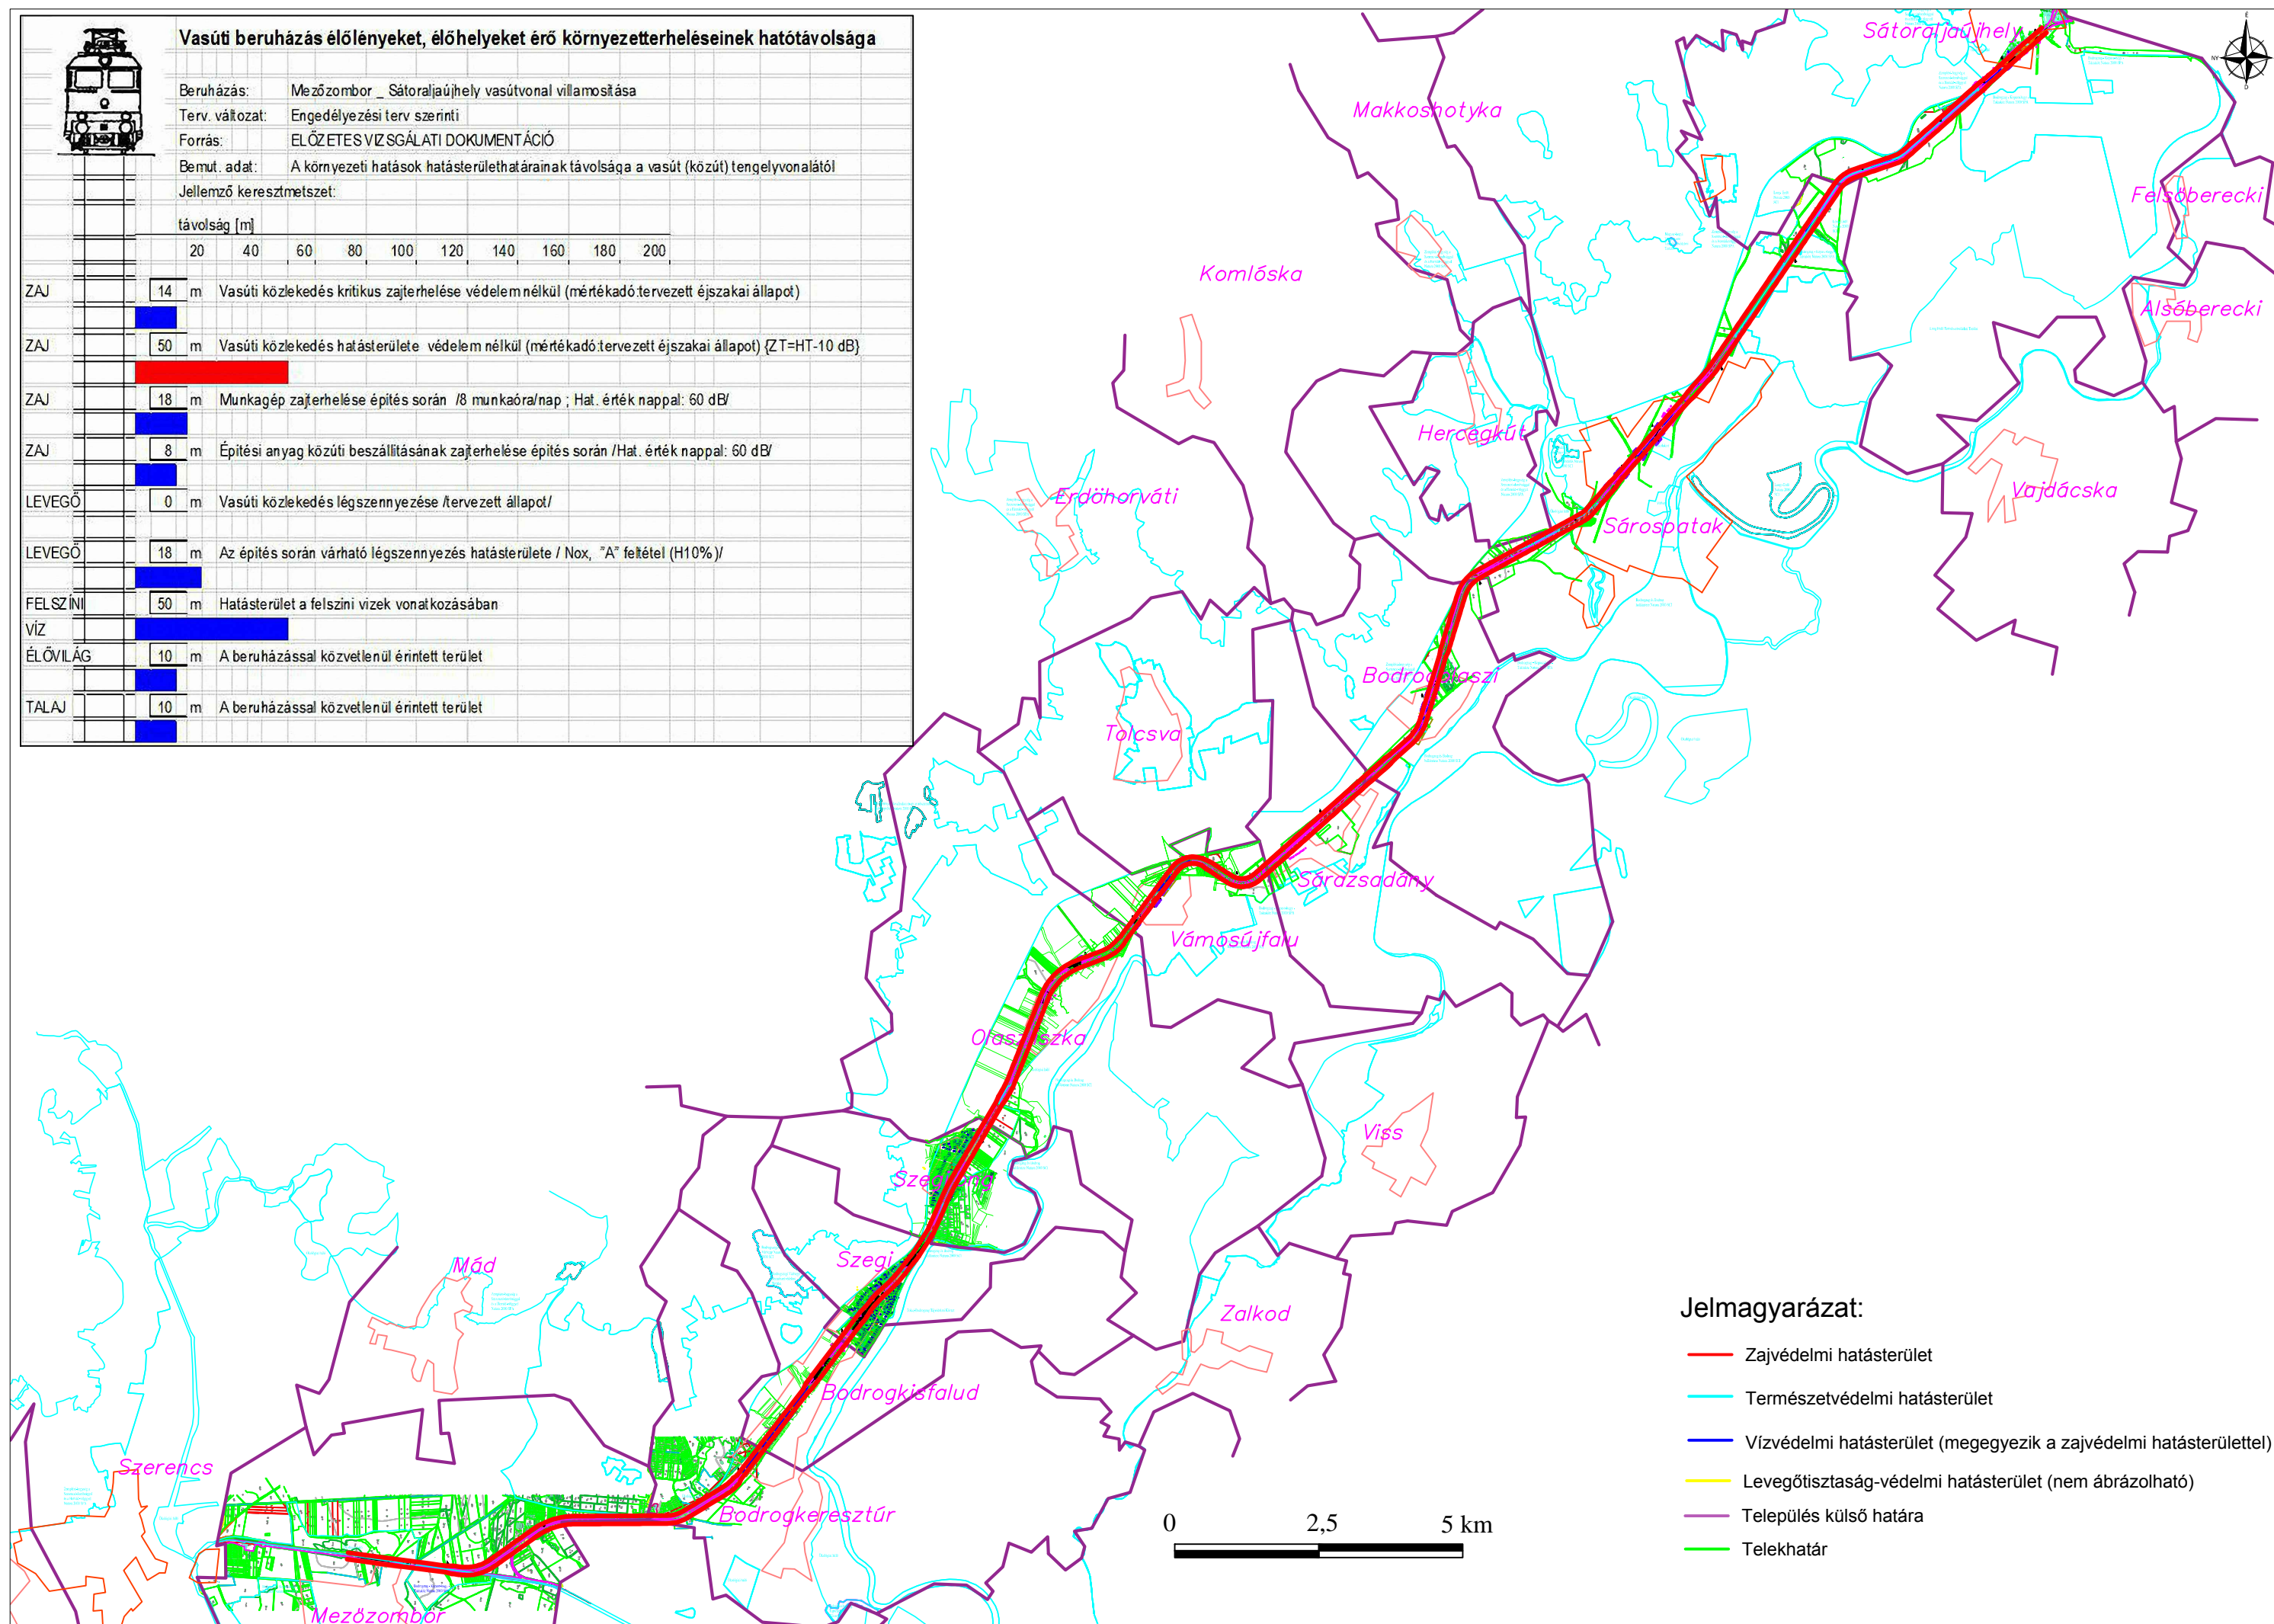 Vasúti beruházás élőlényeket, élőhelyeket érő környezetterheléseinek hatótávolsága
Beruházás: Mezőzombor _ Sátoraljaújhely vasútvonal villamosítása
Terv. változat: Engedélyezési terv szerinti
Forrás: ELŐZETES VIZSGÁLATI DOKUMENTÁCIÓ
Bemut. adat: A környezeti hatások hatásterülethatárainak távolsága a vasút (közút) tengelyvonalától
Jellemző keresztmetszet:
távolság [m]
20 40 60 80 100 120 140 160 180 200
ZAJ 14 m Vasúti közlekedés kritikus zajterhelése védelem nélkül (mértékadó:tervezett éjszakai állapot)
ZAJ 50 m Vasúti közlekedés hatásterülete védelem nélkül (mértékadó:tervezett éjszakai állapot) {ZT=HT-10 dB}
ZAJ 18 m Munkagép zajterhelése építés során /8 munkaóra/nap ; Hat. érték nappal: 60 dB/
ZAJ 8 m Építési anyag közúti beszállításának zajterhelése építés során /Hat. érték nappal: 60 dB/
LEVEGŐ 0 m Vasúti közlekedés légszennyezése /tervezett állapot/
LEVEGŐ 18 m Az építés során várható légszennyezés hatásterülete / Nox, "A" feltétel (H10%)/
FELSZÍNI 50 m Hatásterület a felszíni vizek vonatkozásában
VÍZ
ÉLŐVILÁG 10 m A beruházással közvetlenül érintett terület
TALAJ 10 m A beruházással közvetlenül érintett terület
Sátoraljaújhely
É
NY
D
Makkoshotyka
Felsőberecki
Komlóska
Alsóberecki
Hercegkút
Erdőhorváti
Vajdácska
Sárospatak
Bodrogolaszi
Tolcsva
Sárazsadány
Vámosújfalu
Olaszliszka
Viss
Szegilong
Szegi
Mád
Zalkod
Bodrogkisfalud
Szerencs
Bodrogkeresztúr
Mezőzombor
0 2,5 5 km
Jelmagyarázat:
Zajvédelmi hatásterület
Természetvédelmi hatásterület
Vízvédelmi hatásterület (megegyezik a zajvédelmi hatásterülettel)
Levegőtisztaság-védelmi hatásterület (nem ábrázolható)
Település külső határa
Telekhatár